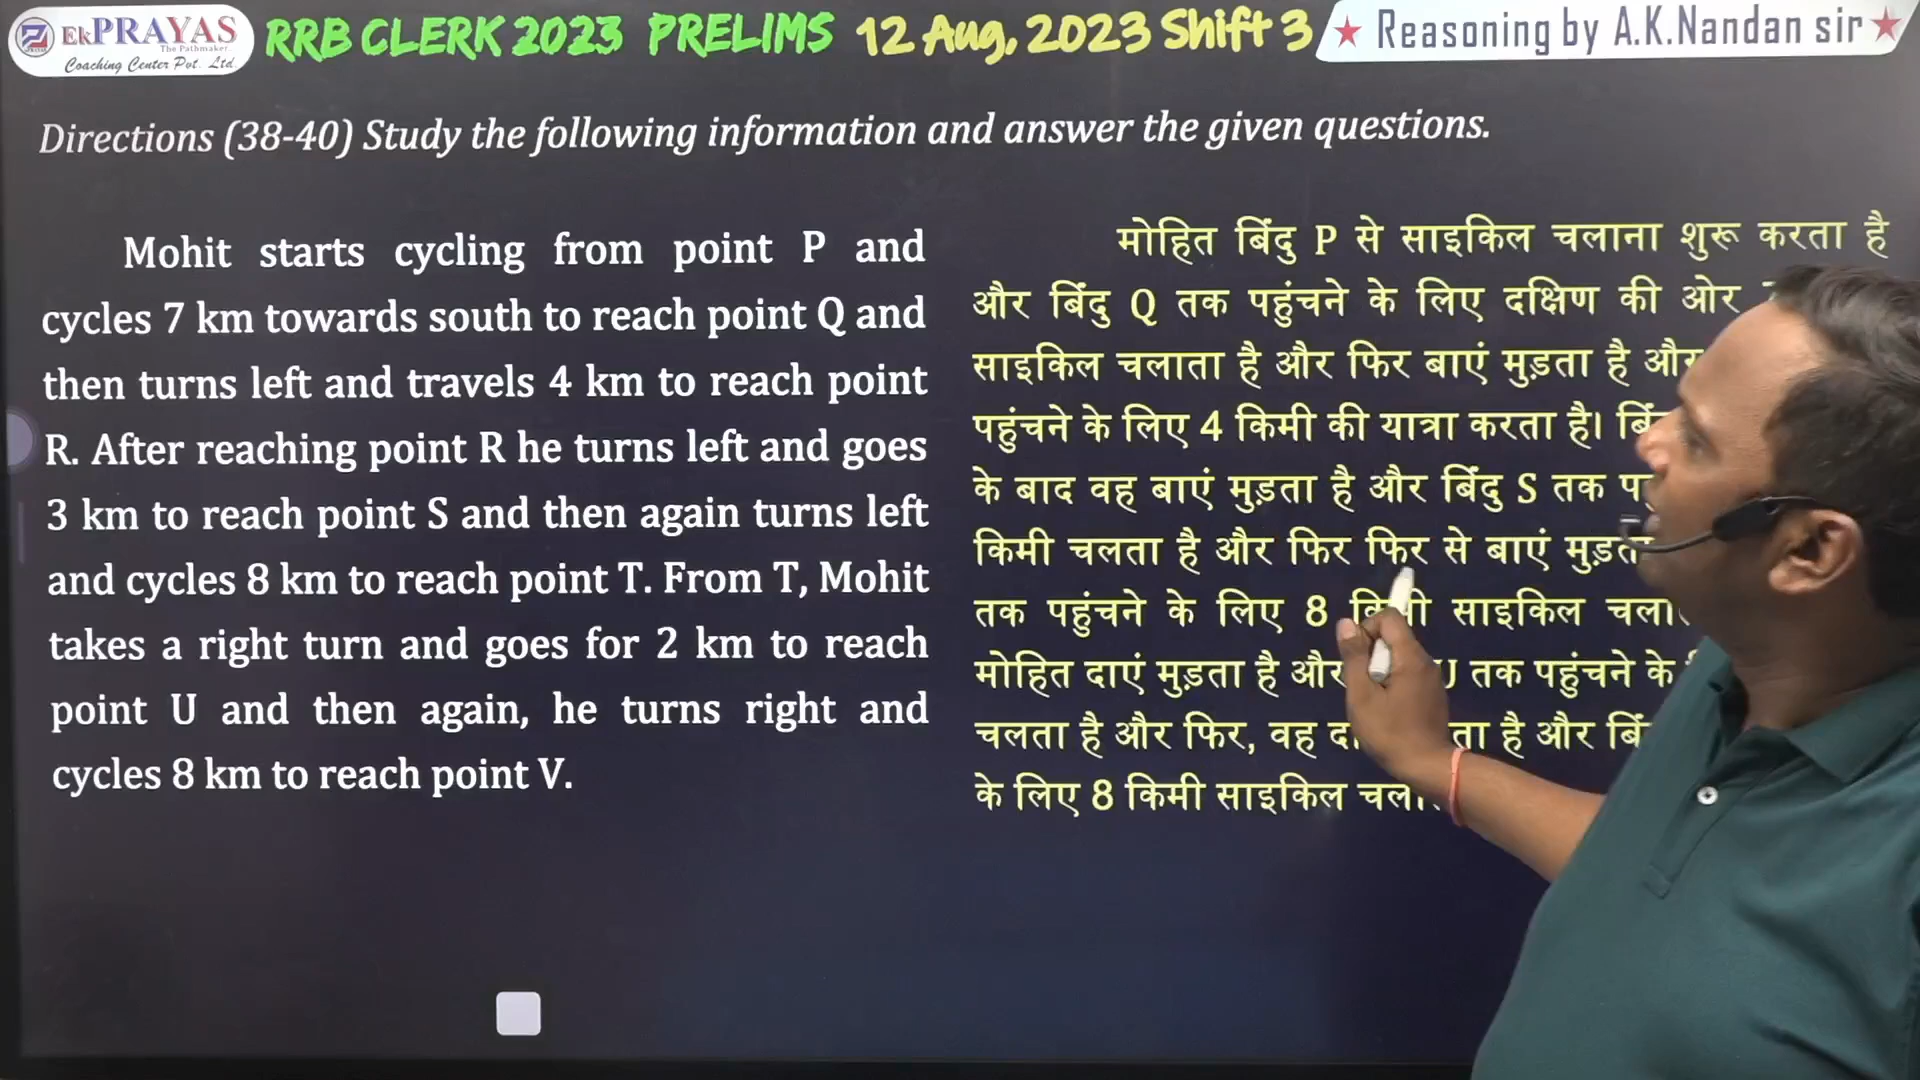 EkPRAYAS
The Pathmaker..
Coaching Center Pvt. Ltd.
RRB CLERK 2023 PRELIMS 12 Aug, 2023 Shift 3
Reasoning by A.K.Nandan sir
Directions (38-40) Study the following information and answer the given questions.
Mohit starts cycling from point P and
cycles 7 km towards south to reach point Q and
then turns left and travels 4 km to reach point
R. After reaching point R he turns left and goes
3 km to reach point S and then again turns left
and cycles 8 km to reach point T. From T, Mohit
takes a right turn and goes for 2 km to reach
point U and then again, he turns right and
cycles 8 km to reach point V.
मोहित बिंदु P से साइकिल चलाना शुरू करता है
और बिंदु Q तक पहुंचने के लिए दक्षिण की ओर
साइकिल चलाता है और फिर बाएं मुड़ता है और
पहुंचने के लिए 4 किमी की यात्रा करता है।
के बाद वह बाएं मुड़ता है और बिंदु S तक
किमी चलता है और फिर फिर से बाएं मुड़ता
तक पहुंचने के लिए 8 किमी साइकिल
मोहित दाएं मुड़ता है और U तक पहुंचने के
चलता है और फिर, वह है और
के लिए 8 किमी साइकिल